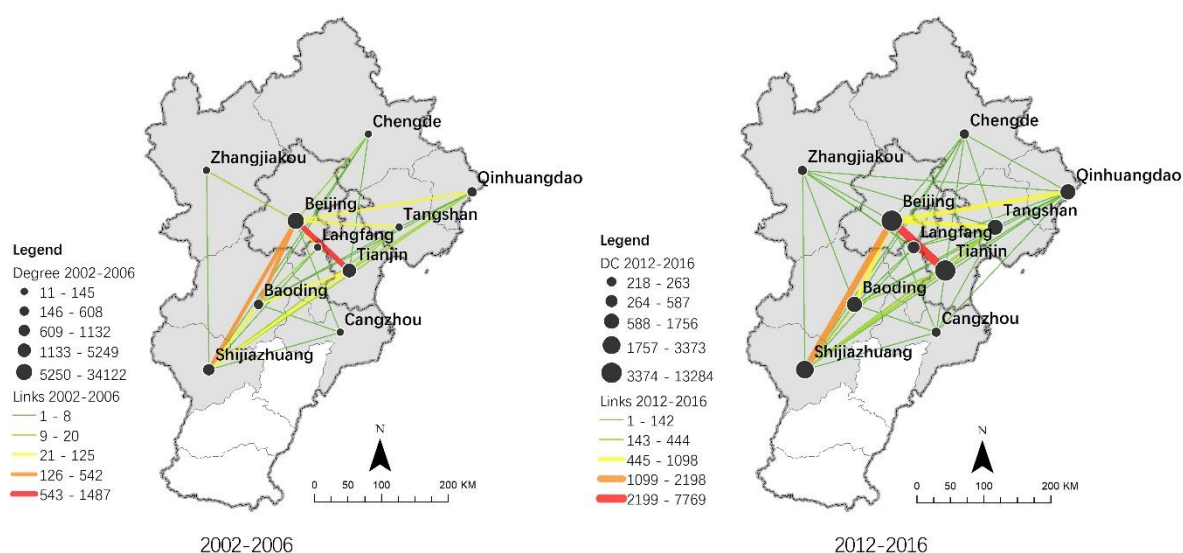 Chengde
Zhangjiakou
Qinhuangdao
Beijing
Tangshan
Langfang
Tianjin
Baoding
Cangzhou
Shijiazhuang
Legend
Degree 2002-2006
11 - 145
146 - 608
609 - 1132
1133 - 5249
5250 - 34122
Links 2002-2006
1 - 8
9 - 20
21 - 125
126 - 542
543 - 1487
N
0 50 100 200 KM
2002-2006
Chengde
Zhangjiakou
Qinhuangdao
Beijing
Tangshan
Langfang
Tianjin
Baoding
Cangzhou
Shijiazhuang
Legend
DC 2012-2016
218 - 263
264 - 587
588 - 1756
1757 - 3373
3374 - 13284
Links 2012-2016
1 - 142
143 - 444
445 - 1098
1099 - 2198
2199 - 7769
N
0 50 100 200 KM
2012-2016